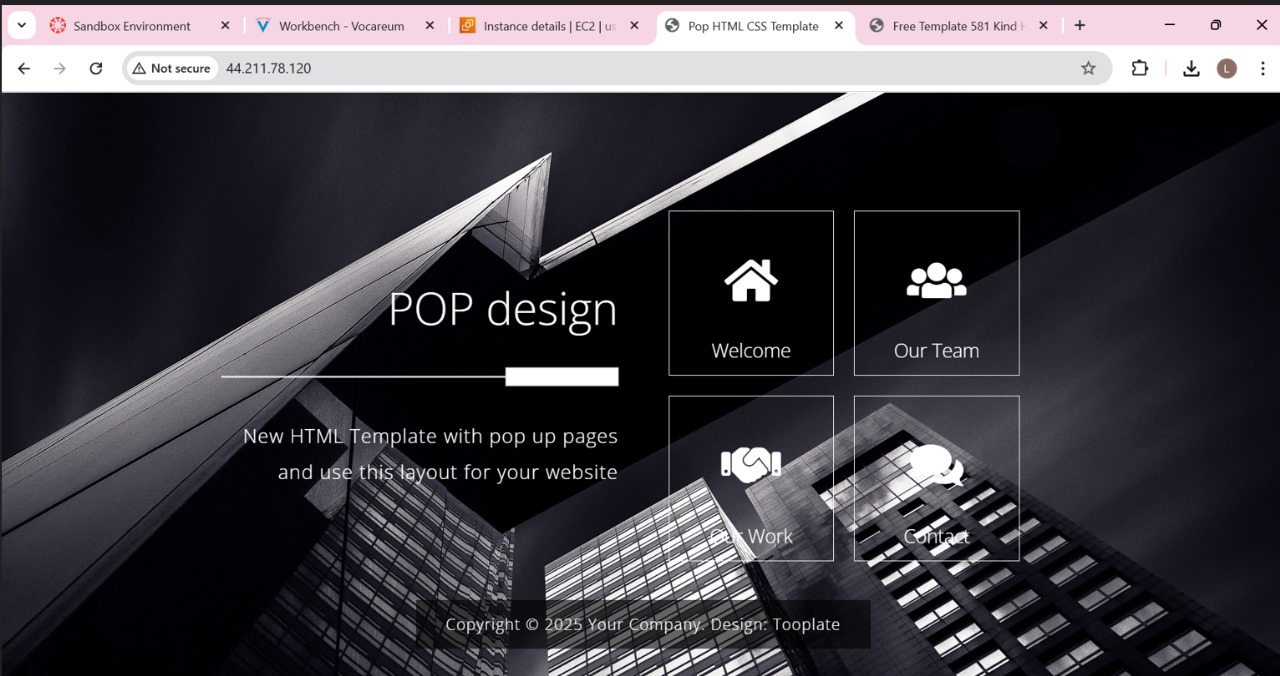 Sandbox Environment
Workbench - Vocareum
Instance details | EC2 | us
Pop HTML CSS Template
Free Template 581 Kind H
Not secure
44.211.78.120
L
POP design
New HTML Template with pop up pages
and use this layout for your website
Welcome
Our Team
Our Work
Contact
Copyright © 2025 Your Company. Design: Tooplate